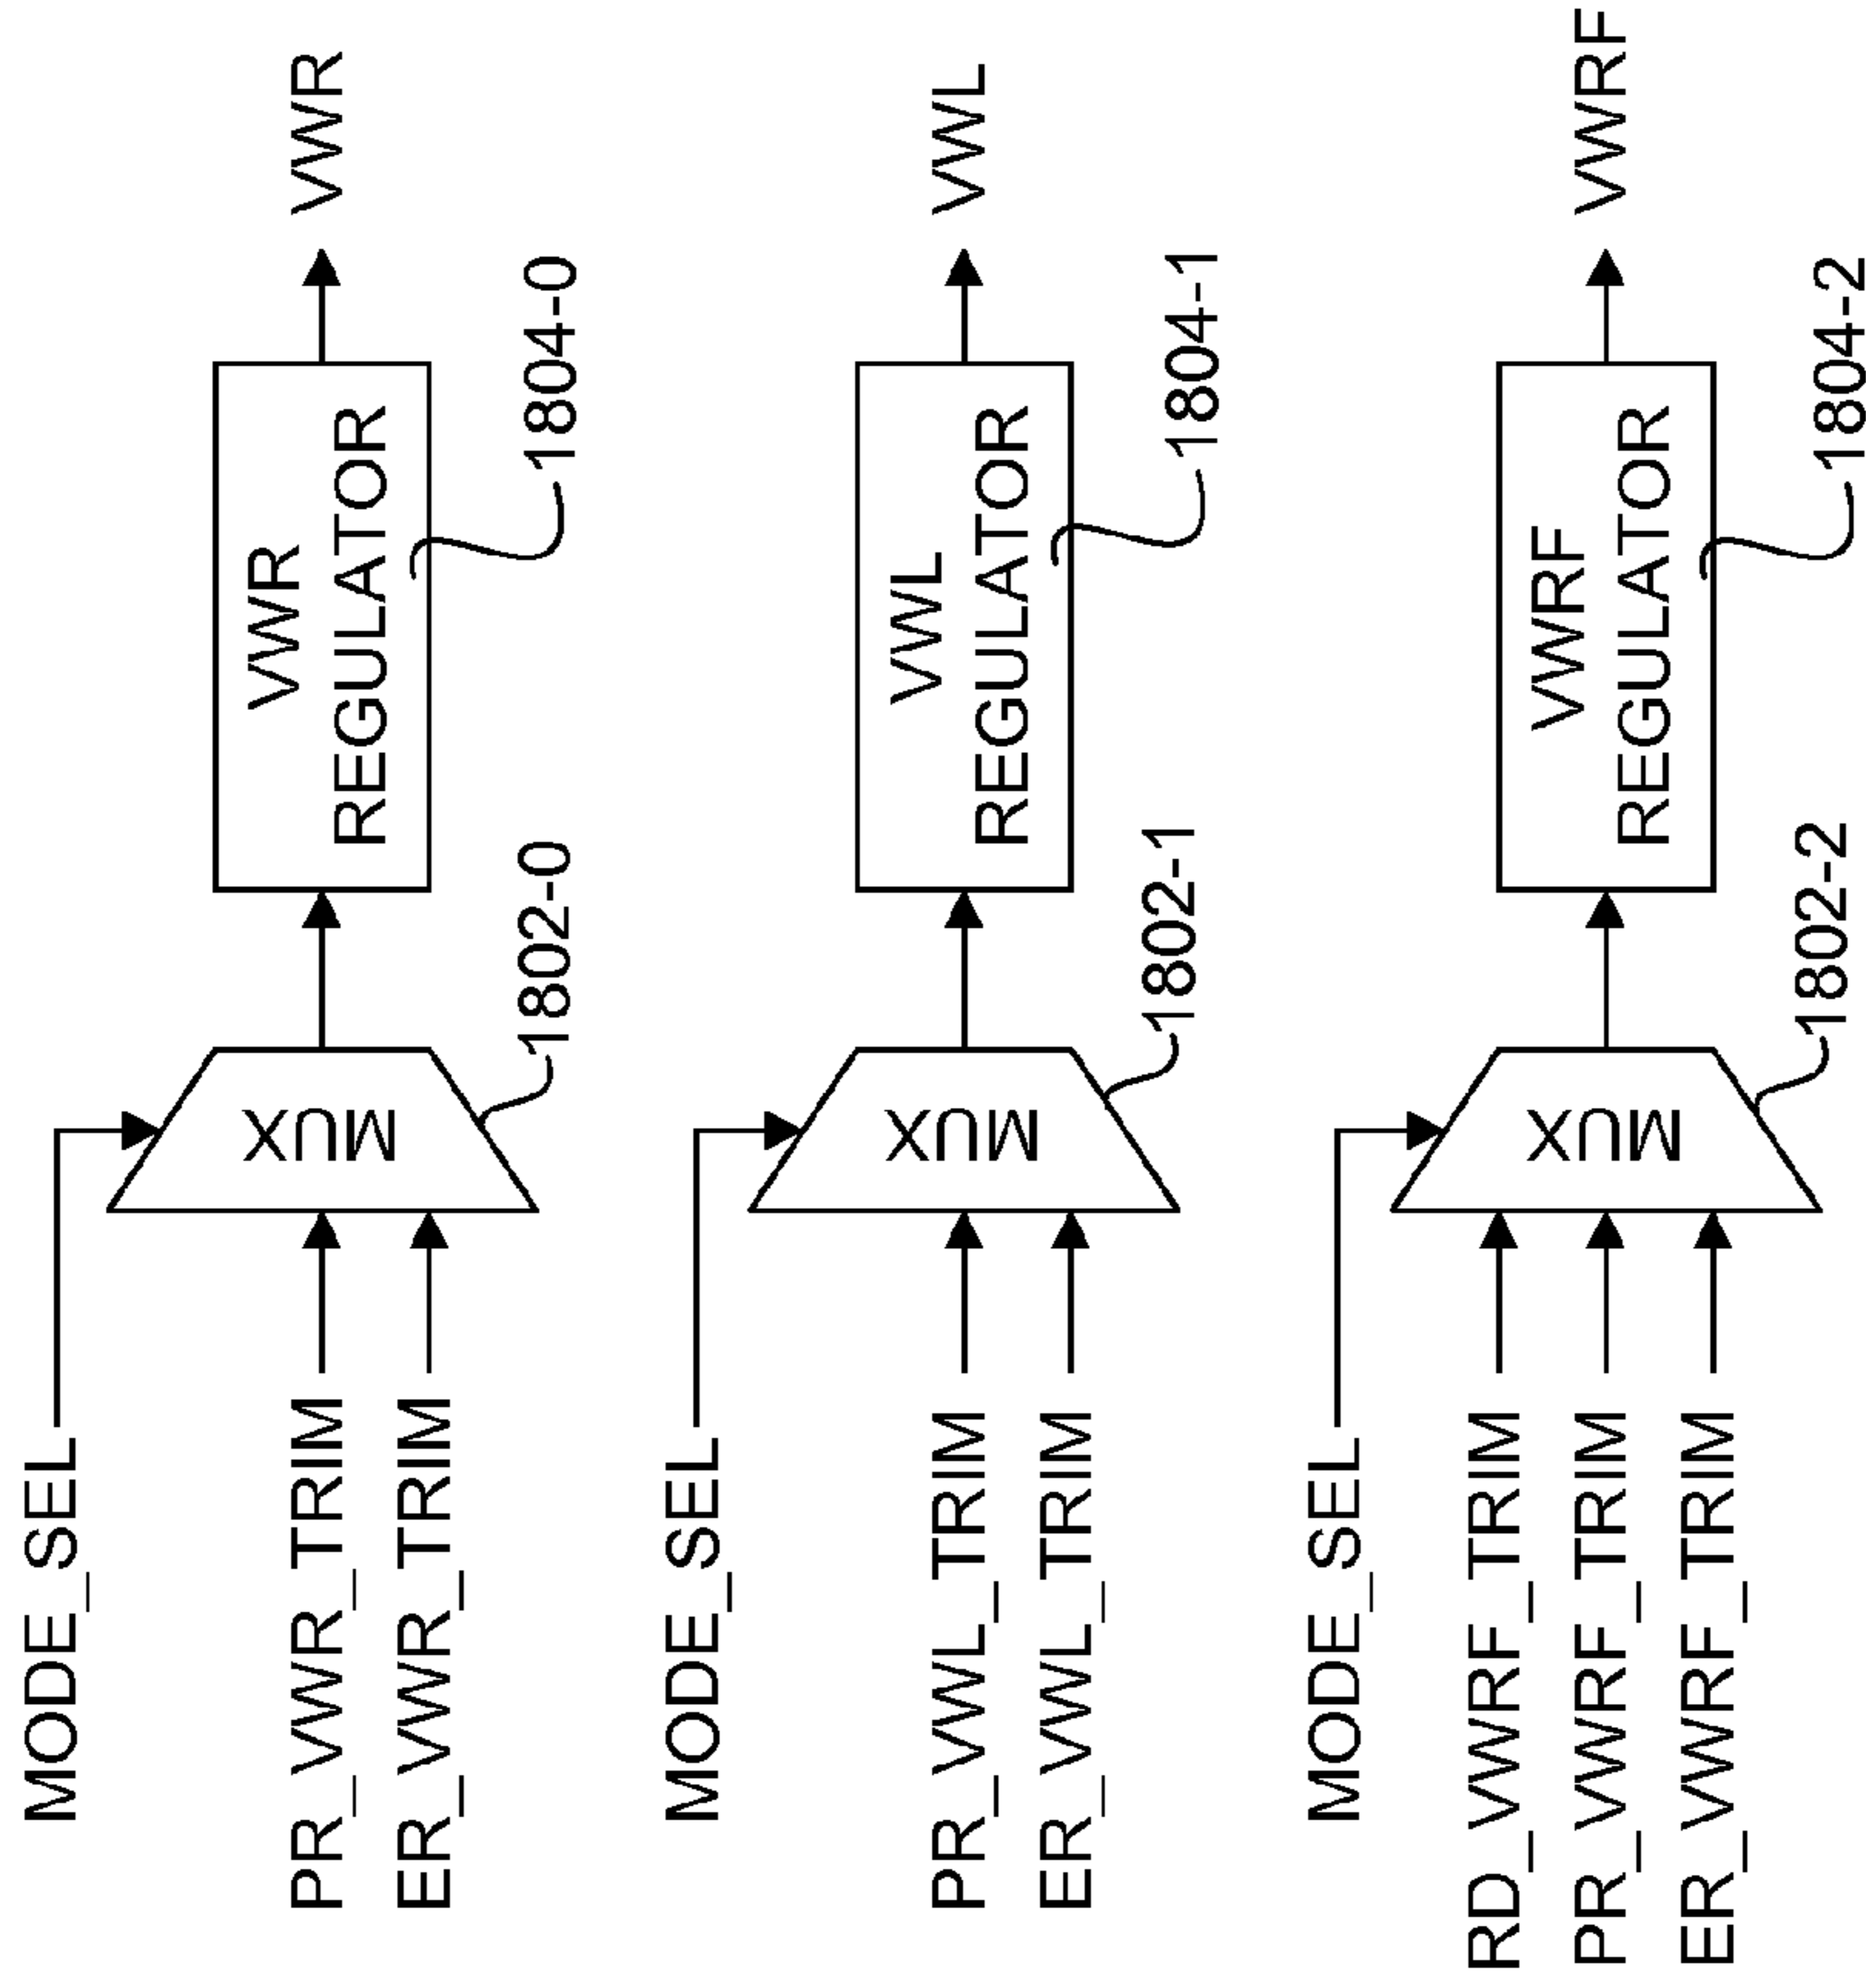 MODE_SEL
PR_VWR_TRIM
ER_VWR_TRIM
MUX
1802-0
VWR
REGULATOR
1804-0
VWR
MODE_SEL
PR_VWL_TRIM
ER_VWL_TRIM
MUX
1802-1
VWL
REGULATOR
1804-1
VWL
MODE_SEL
RD_VWRF_TRIM
PR_VWRF_TRIM
ER_VWRF_TRIM
MUX
1802-2
VWRF
REGULATOR
1804-2
VWRF